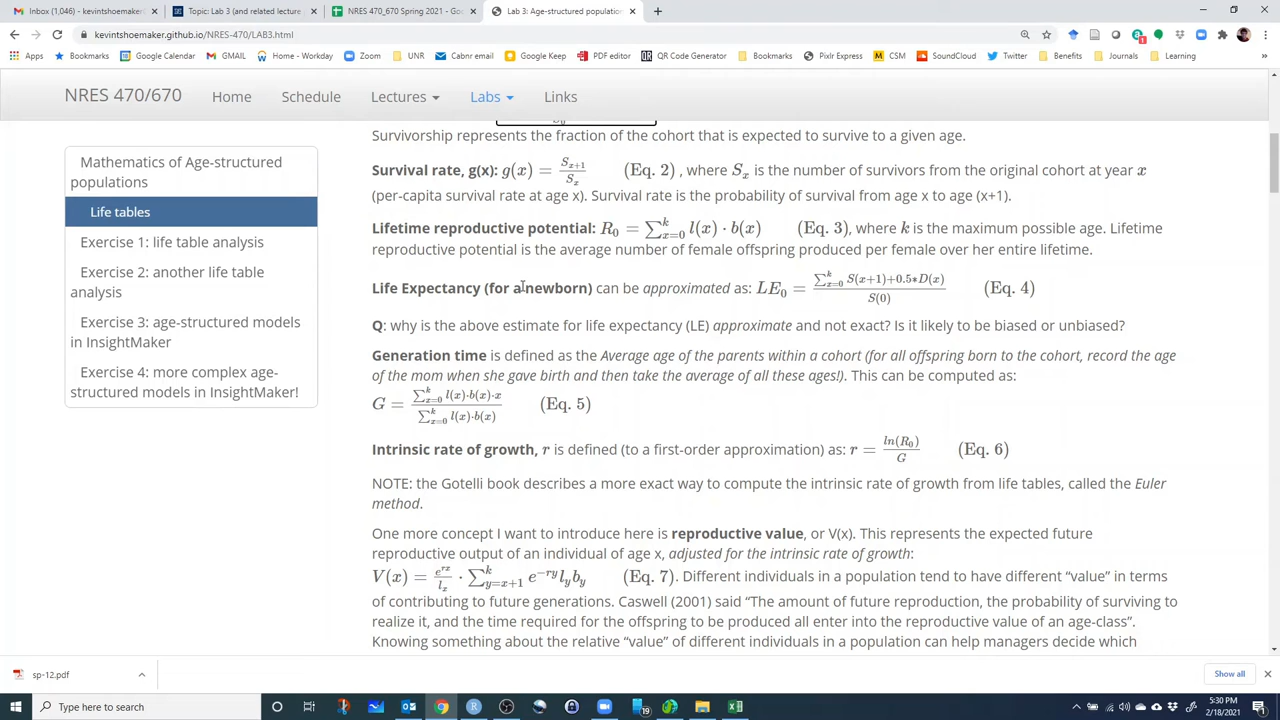 Inbox (1,046) - kevintshoemaker
Topic: Lab 3 (and related lecture
NRES 470_670 Spring 2021 - Goo
Lab 3: Age-structured population
kevintshoemaker.github.io/NRES-470/LAB3.html
Apps Bookmarks Google Calendar GMAIL Home - Workday Zoom UNR Cabnr email Google Keep PDF editor QR Code Generator Bookmarks Pixlr Express CSM SoundCloud Twitter Benefits Journals Learning
NRES 470/670 Home Schedule Lectures Labs Links
Mathematics of Age-structured
populations
Life tables
Exercise 1: life table analysis
Exercise 2: another life table
analysis
Exercise 3: age-structured models
in InsightMaker
Exercise 4: more complex age-
structured models in InsightMaker!
Survivorship represents the fraction of the cohort that is expected to survive to a given age.
Survival rate, g(x): g(x) = S_{x+1}/S_x (Eq. 2) , where S_x is the number of survivors from the original cohort at year x
(per-capita survival rate at age x). Survival rate is the probability of survival from age x to age (x+1).
Lifetime reproductive potential: R_0 = ∑_{x=0}^{k} l(x) · b(x) (Eq. 3), where k is the maximum possible age. Lifetime
reproductive potential is the average number of female offspring produced per female over her entire lifetime.
Life Expectancy (for a newborn) can be approximated as: LE_0 = ∑_{x=0}^{k} S(x+1)+0.5*D(x) / S(0) (Eq. 4)
Q: why is the above estimate for life expectancy (LE) approximate and not exact? Is it likely to be biased or unbiased?
Generation time is defined as the Average age of the parents within a cohort (for all offspring born to the cohort, record the age
of the mom when she gave birth and then take the average of all these ages!). This can be computed as:
G = ∑_{x=0}^{k} l(x)·b(x)·x / ∑_{x=0}^{k} l(x)·b(x) (Eq. 5)
Intrinsic rate of growth, r is defined (to a first-order approximation) as: r = ln(R_0)/G (Eq. 6)
NOTE: the Gotelli book describes a more exact way to compute the intrinsic rate of growth from life tables, called the Euler
method.
One more concept I want to introduce here is reproductive value, or V(x). This represents the expected future
reproductive output of an individual of age x, adjusted for the intrinsic rate of growth:
V(x) = e^{rx}/l_x · ∑_{y=x+1}^{k} e^{−ry} l_y b_y (Eq. 7). Different individuals in a population tend to have different “value” in terms
of contributing to future generations. Caswell (2001) said “The amount of future reproduction, the probability of surviving to
realize it, and the time required for the offspring to be produced all enter into the reproductive value of an age-class”.
Knowing something about the relative “value” of different individuals in a population can help managers decide which
sp-12.pdf
Show all
Type here to search
19
5:30 PM
2/18/2021